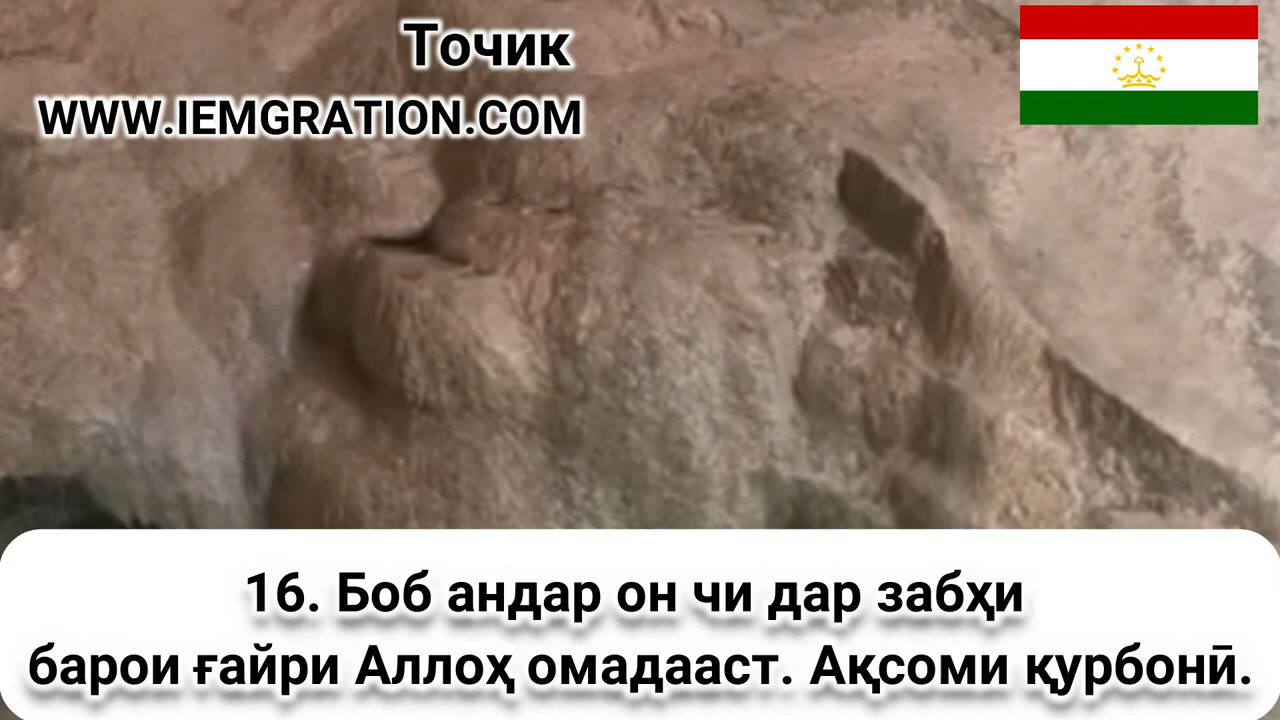 Точик
WWW.IEMGRATION.COM
16. Боб андар он чи дар забҳи
барои ғайри Аллоҳ омадааст. Ақсоми қурбонӣ.